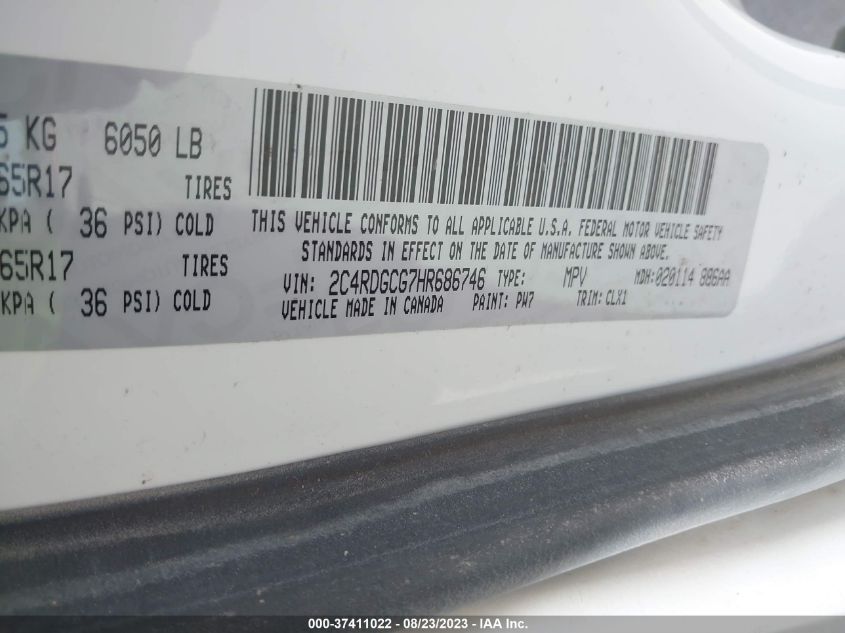 KG 6050 LB
65R17 TIRES
KPA ( 36 PSI) COLD
65R17 TIRES
KPA ( 36 PSI) COLD
THIS VEHICLE CONFORMS TO ALL APPLICABLE U.S.A. FEDERAL MOTOR VEHICLE SAFETY
STANDARDS IN EFFECT ON THE DATE OF MANUFACTURE SHOWN ABOVE.
VIN: 2C4RDGCG7HR686746 TYPE: MPV MDH:020114 886AA
VEHICLE MADE IN CANADA PAINT: PW7 TRIM: CLX1
000-37411022 / 08/23/2023 - IAA Inc.